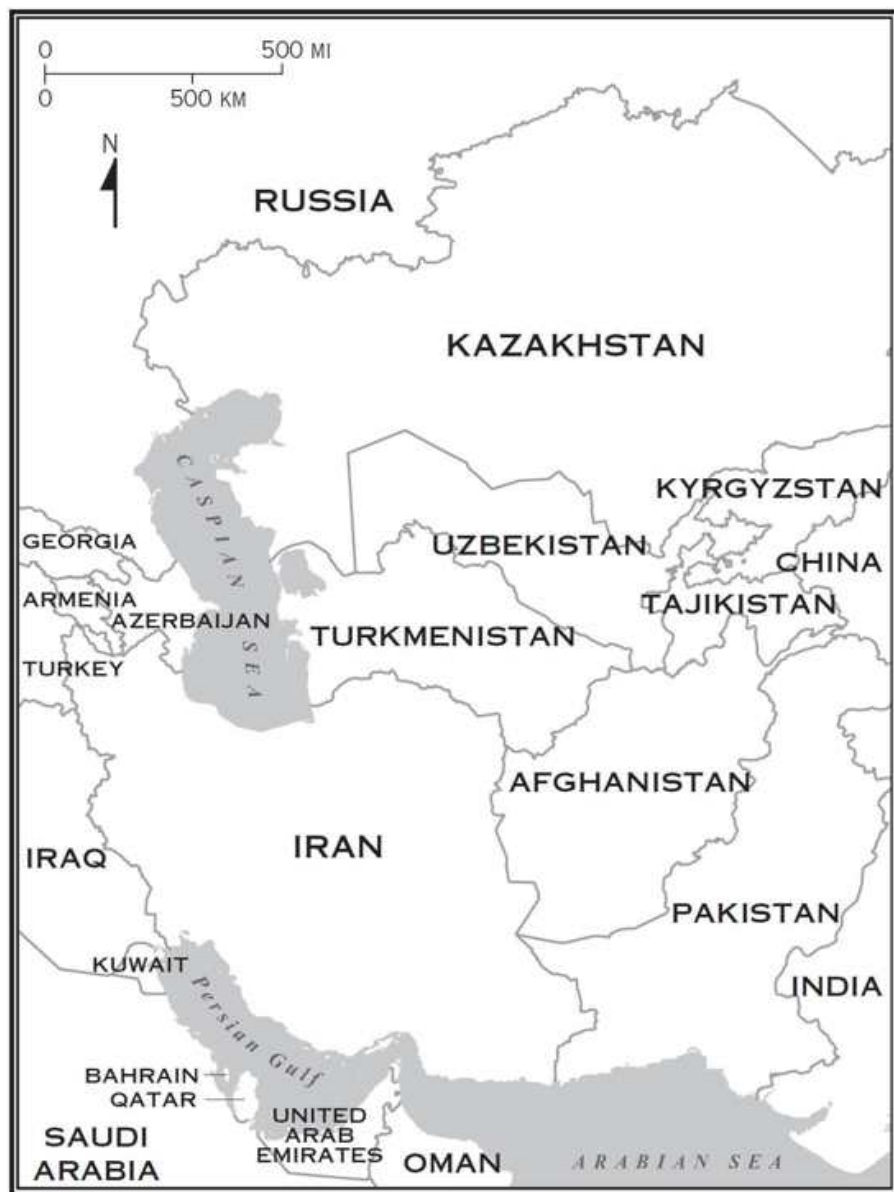 0 500 MI
0 500 KM
N
RUSSIA
KAZAKHSTAN
CASPIAN SEA
KYRGYZSTAN
GEORGIA
UZBEKISTAN
CHINA
ARMENIA
TAJIKISTAN
AZERBAIJAN
TURKMENISTAN
TURKEY
AFGHANISTAN
IRAN
IRAQ
PAKISTAN
KUWAIT
INDIA
Persian Gulf
BAHRAIN
QATAR
UNITED
ARAB
EMIRATES
SAUDI
ARABIA
OMAN
ARABIAN SEA